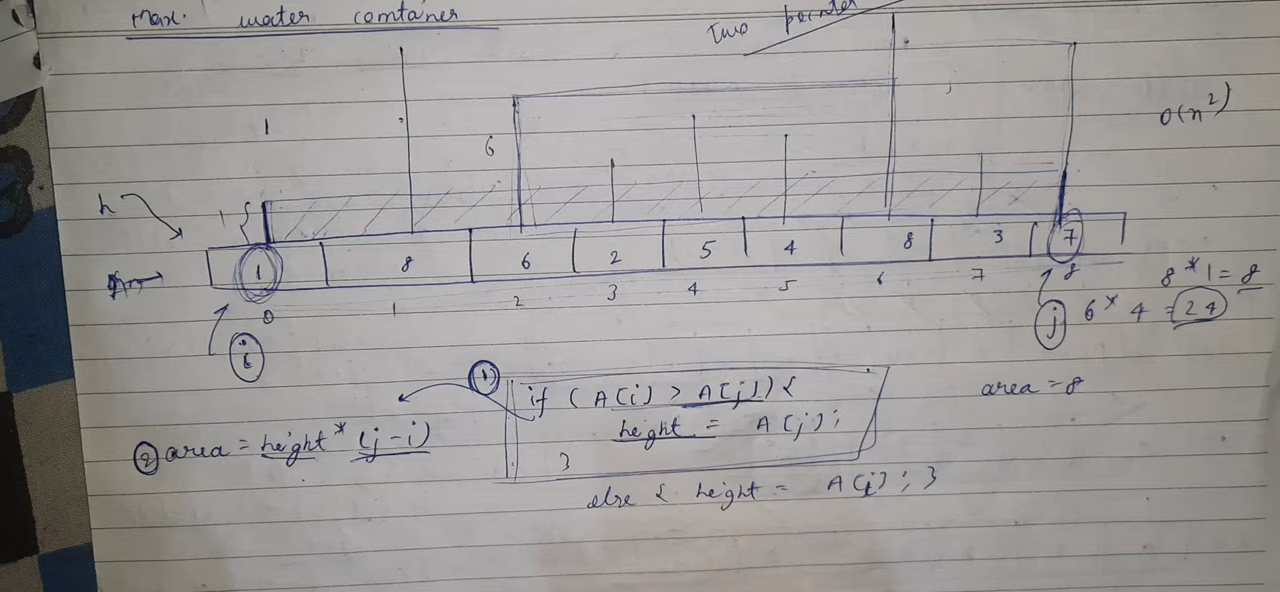 Max. water container
Two pointer
O(n²)
1
6
h
1
1 8 6 2 5 4 8 3 7
0 1 2 3 4 5 6 7 8
i
j
8 * 1 = 8
6 * 4 = 24
area = 8
① if (A[i] > A[j]) {
height = A[j];
}
else { height = A[i]; }
② area = height * (j-i)